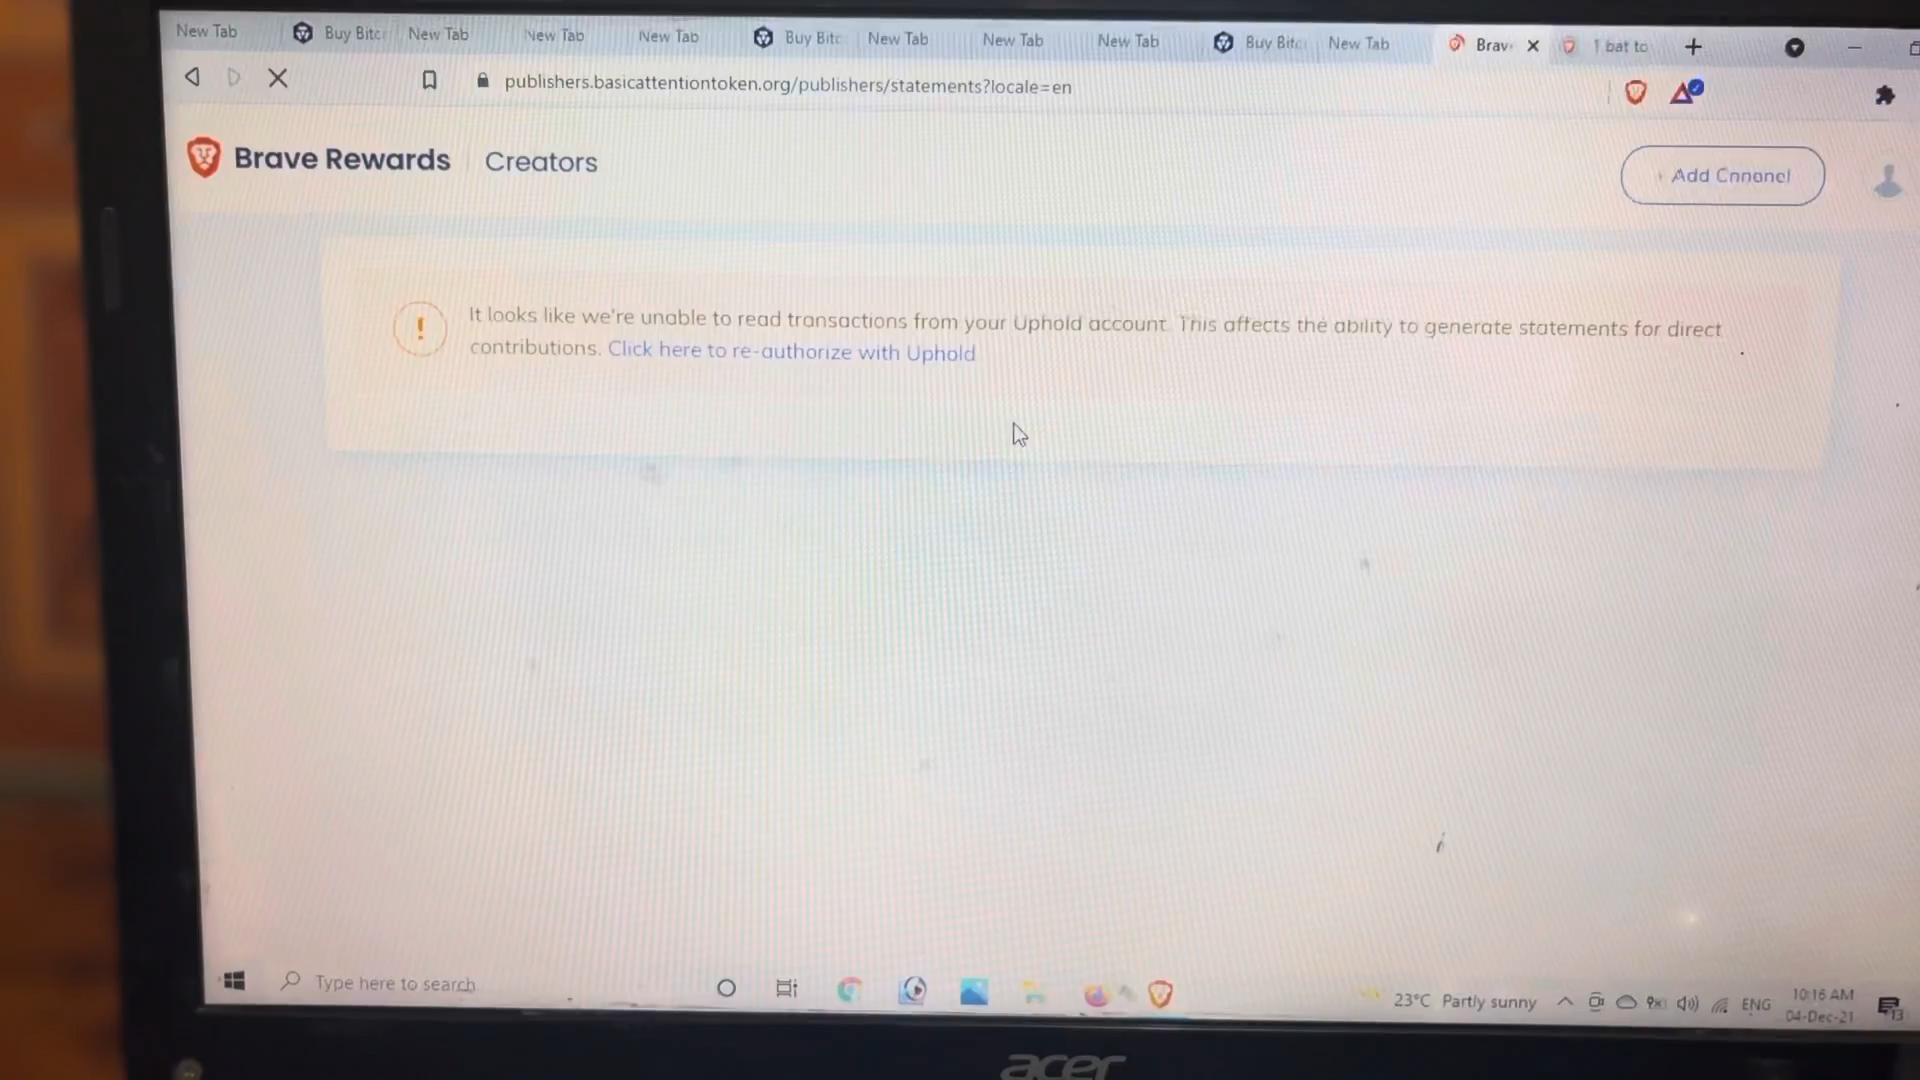 New Tab Buy Bitc New Tab New Tab New Tab Buy Bitc New Tab New Tab New Tab Buy Bitc New Tab Brav 1 bat to
publishers.basicattentiontoken.org/publishers/statements?locale=en
Brave Rewards Creators
Add
It looks like we're unable to read transactions from your Uphold account. This affects the ability to generate statements for direct
contributions. Click here to re-authorize with Uphold
Type here to search
23°C Partly sunny
ENG
10:16 AM
04-Dec-21
13
acer